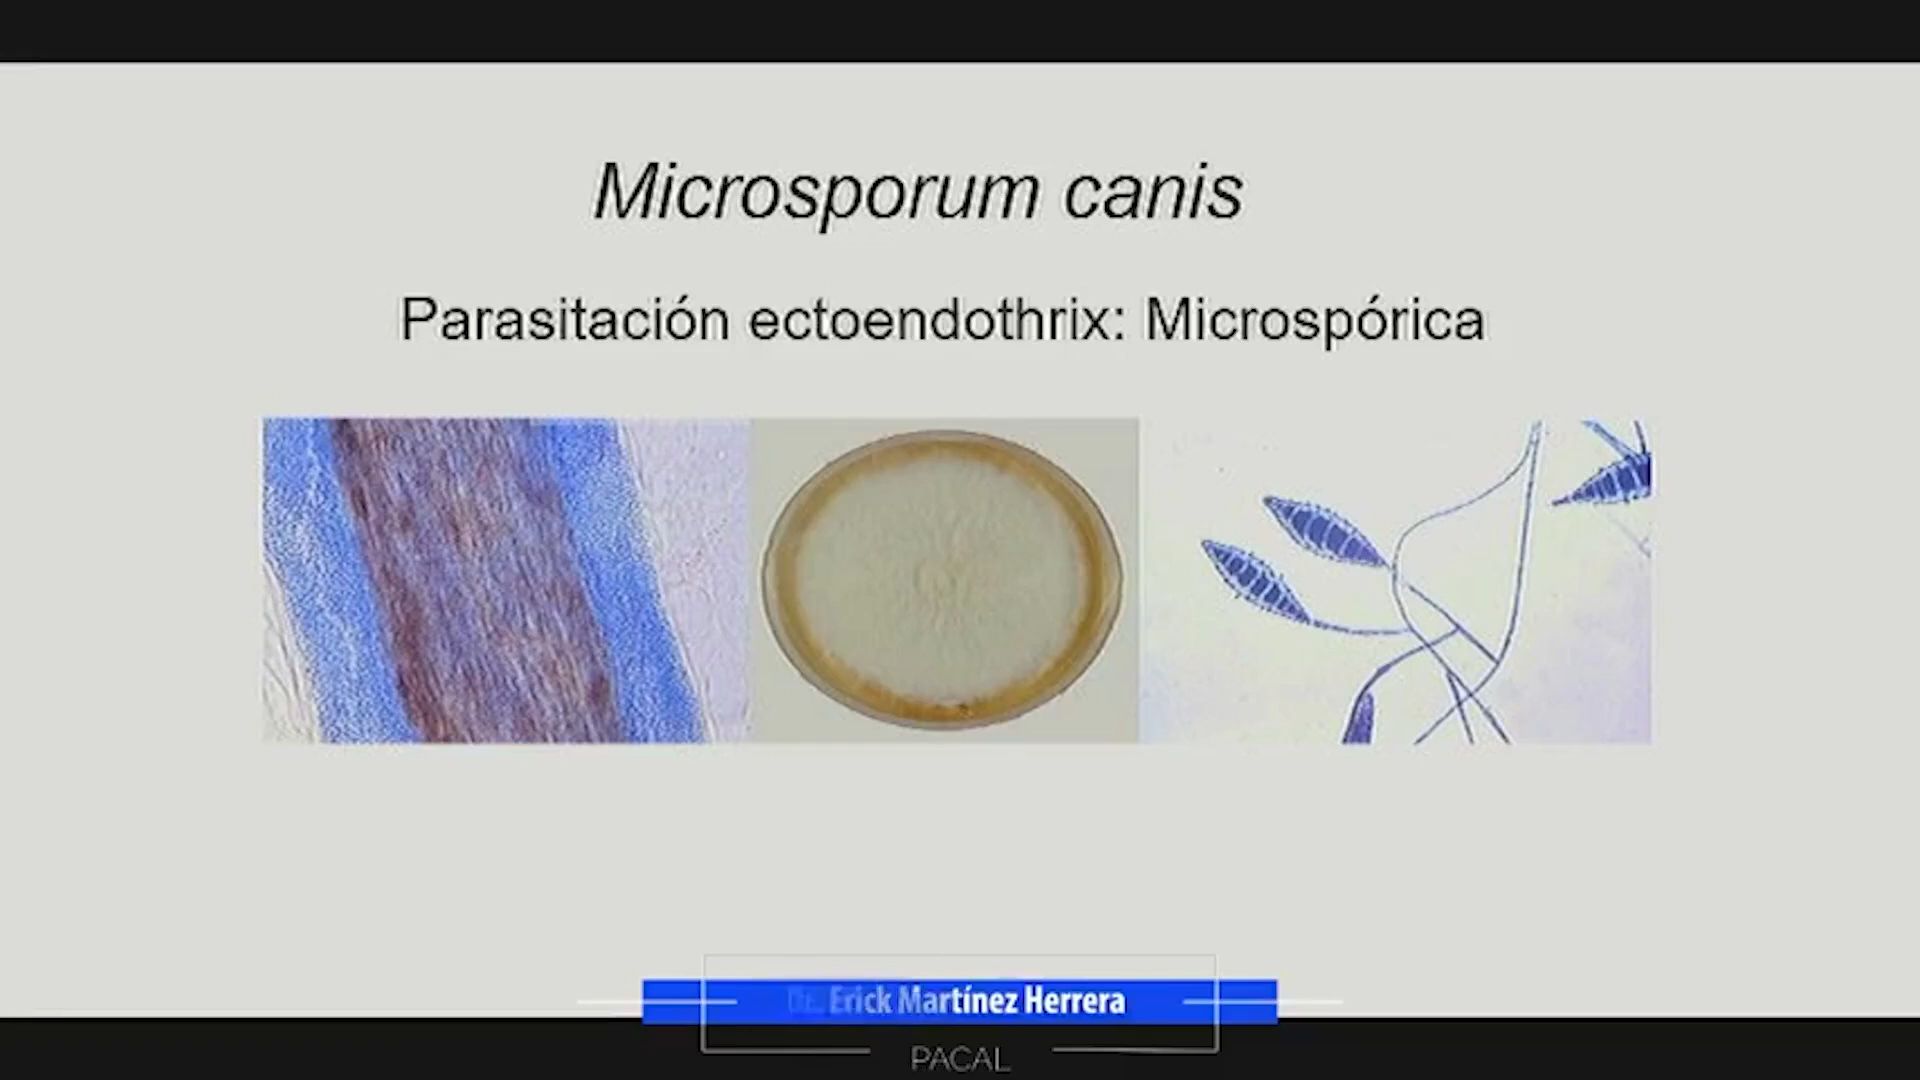 Microsporum canis
Parasitación ectoendothrix: Microspórica
Dr. Erick Martínez Herrera
PACAL